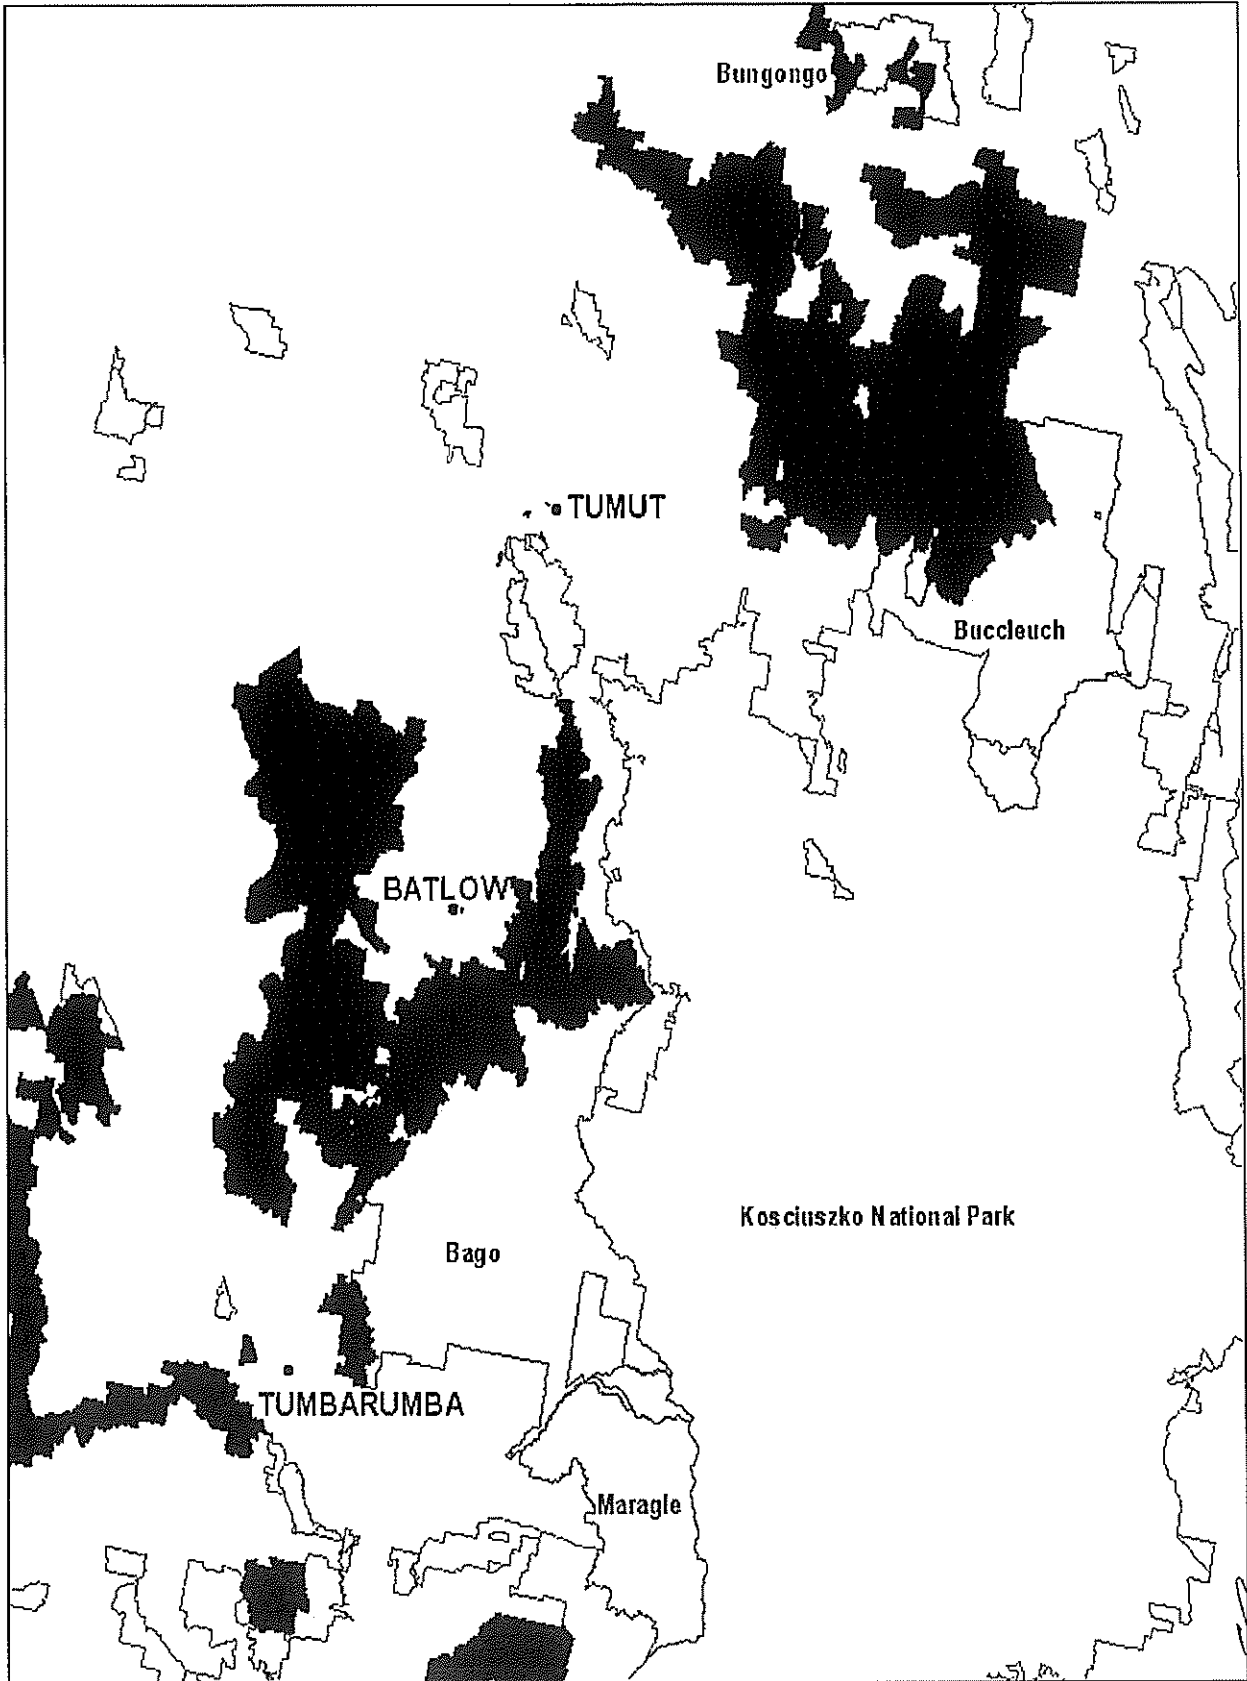 Bungongo
TUMUT
Buccleuch
BATLOW
Kosciuszko National Park
Bago
TUMBARUMBA
Maragle